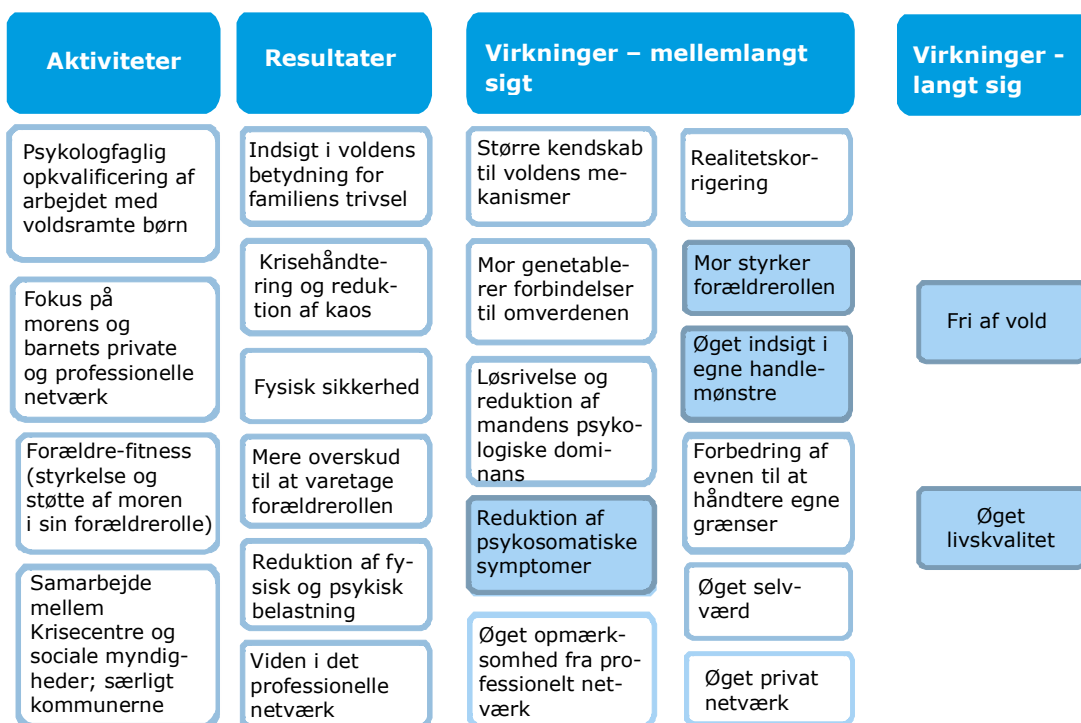 Aktiviteter
Resultater
Virkninger – mellemlangt
sigt
Virkninger -
langt sig
Psykologfaglig
opkvalificering af
arbejdet med
voldsramte børn
Fokus på
morens og
barnets private
og professionelle
netværk
Forældre-fitness
(styrkelse og
støtte af moren
i sin forældrerolle)
Samarbejde
mellem
Krisecentre og
sociale myndig-
heder; særligt
kommunerne
Indsigt i voldens
betydning for
familiens trivsel
Krisehåndte-
ring og reduk-
tion af kaos
Fysisk sikkerhed
Mere overskud
til at varetage
forældrerollen
Reduktion af fy-
sisk og psykisk
belastning
Viden i det
professionelle
netværk
Større kendskab
til voldens me-
kanismer
Mor genetable-
rer forbindelser
til omverdenen
Løsrivelse og
reduktion af
mandens psyko-
logiske domi-
nans
Reduktion af
psykosomatiske
symptomer
Øget opmærk-
somhed fra pro-
fessionelt net-
værk
Realitetskor-
rigering
Mor styrker
forældrerollen
Øget indsigt i
egne handle-
mønstre
Forbedring af
evnen til at
håndtere egne
grænser
Øget selv-
værd
Øget privat
netværk
Fri af vold
Øget
livskvalitet